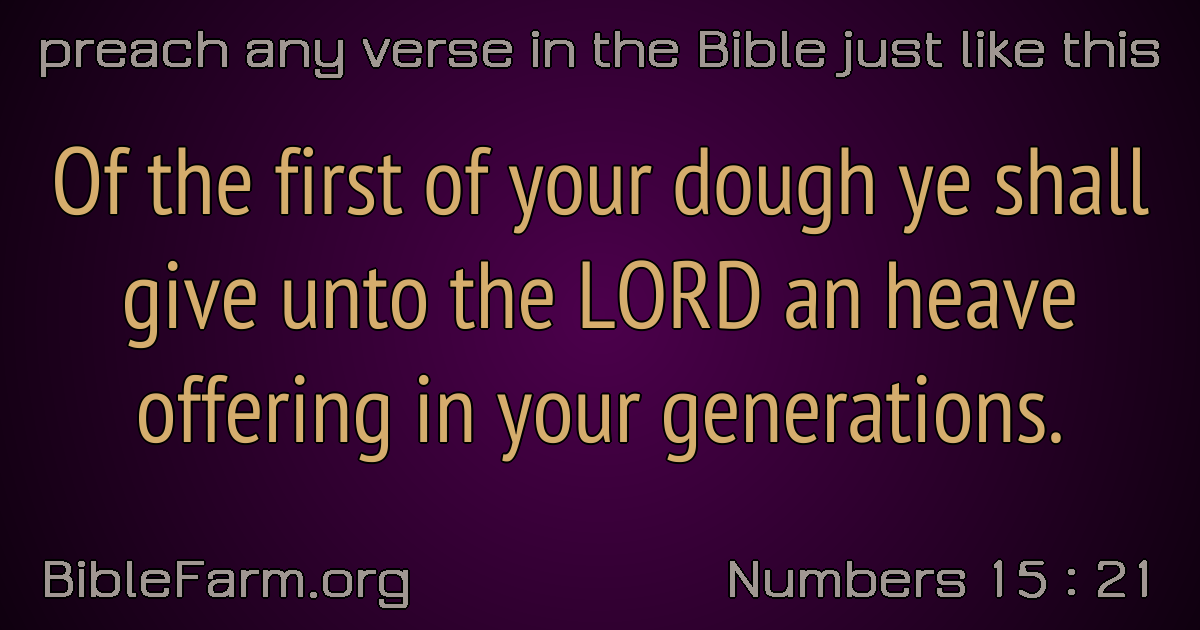 preach any verse in the Bible just like this
Of the first of your dough ye shall
give unto the LORD an heave
offering in your generations.
BibleFarm.org
Numbers 15 : 21